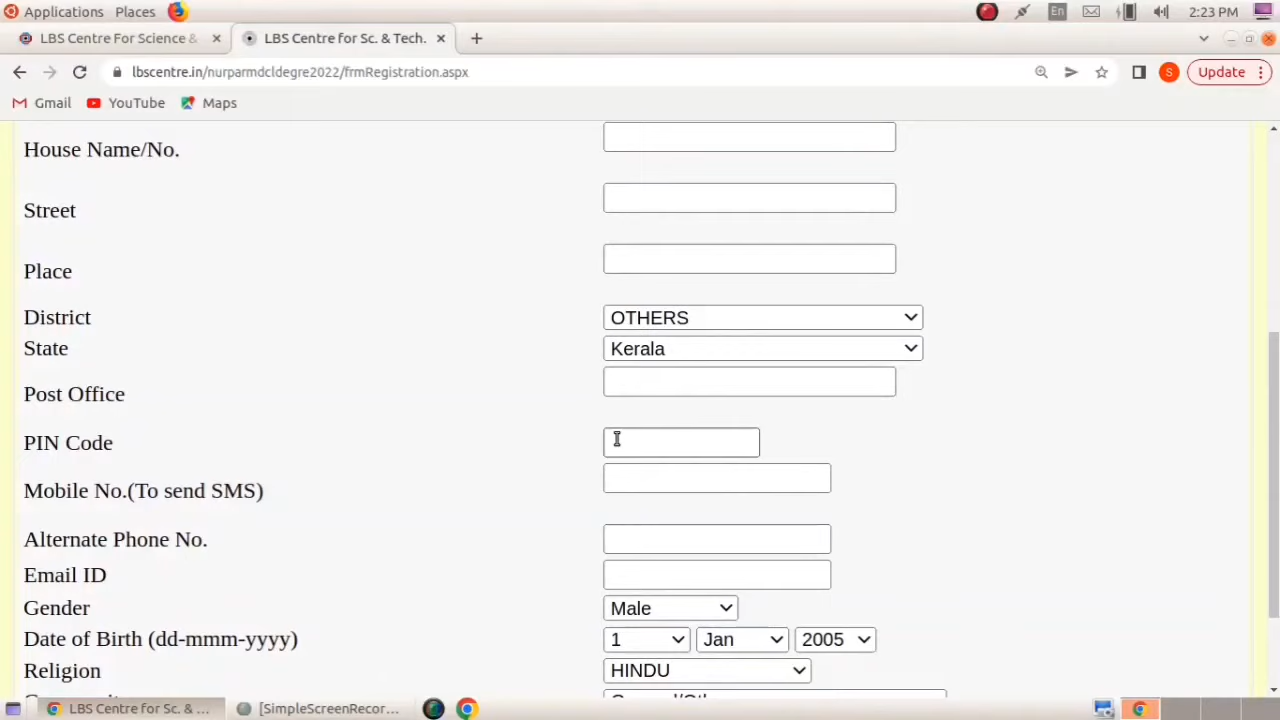 Applications Places En 2:23 PM
LBS Centre For Science & × LBS Centre for Sc. & Tech. × +
lbscentre.in/nurparmdcldegre2022/frmRegistration.aspx S Update
Gmail YouTube Maps
House Name/No.
Street
Place
District OTHERS
State Kerala
Post Office
PIN Code
Mobile No.(To send SMS)
Alternate Phone No.
Email ID
Gender Male
Date of Birth (dd-mmm-yyyy) 1 Jan 2005
Religion HINDU
LBS Centre for Sc. & ... [SimpleScreenRecor...